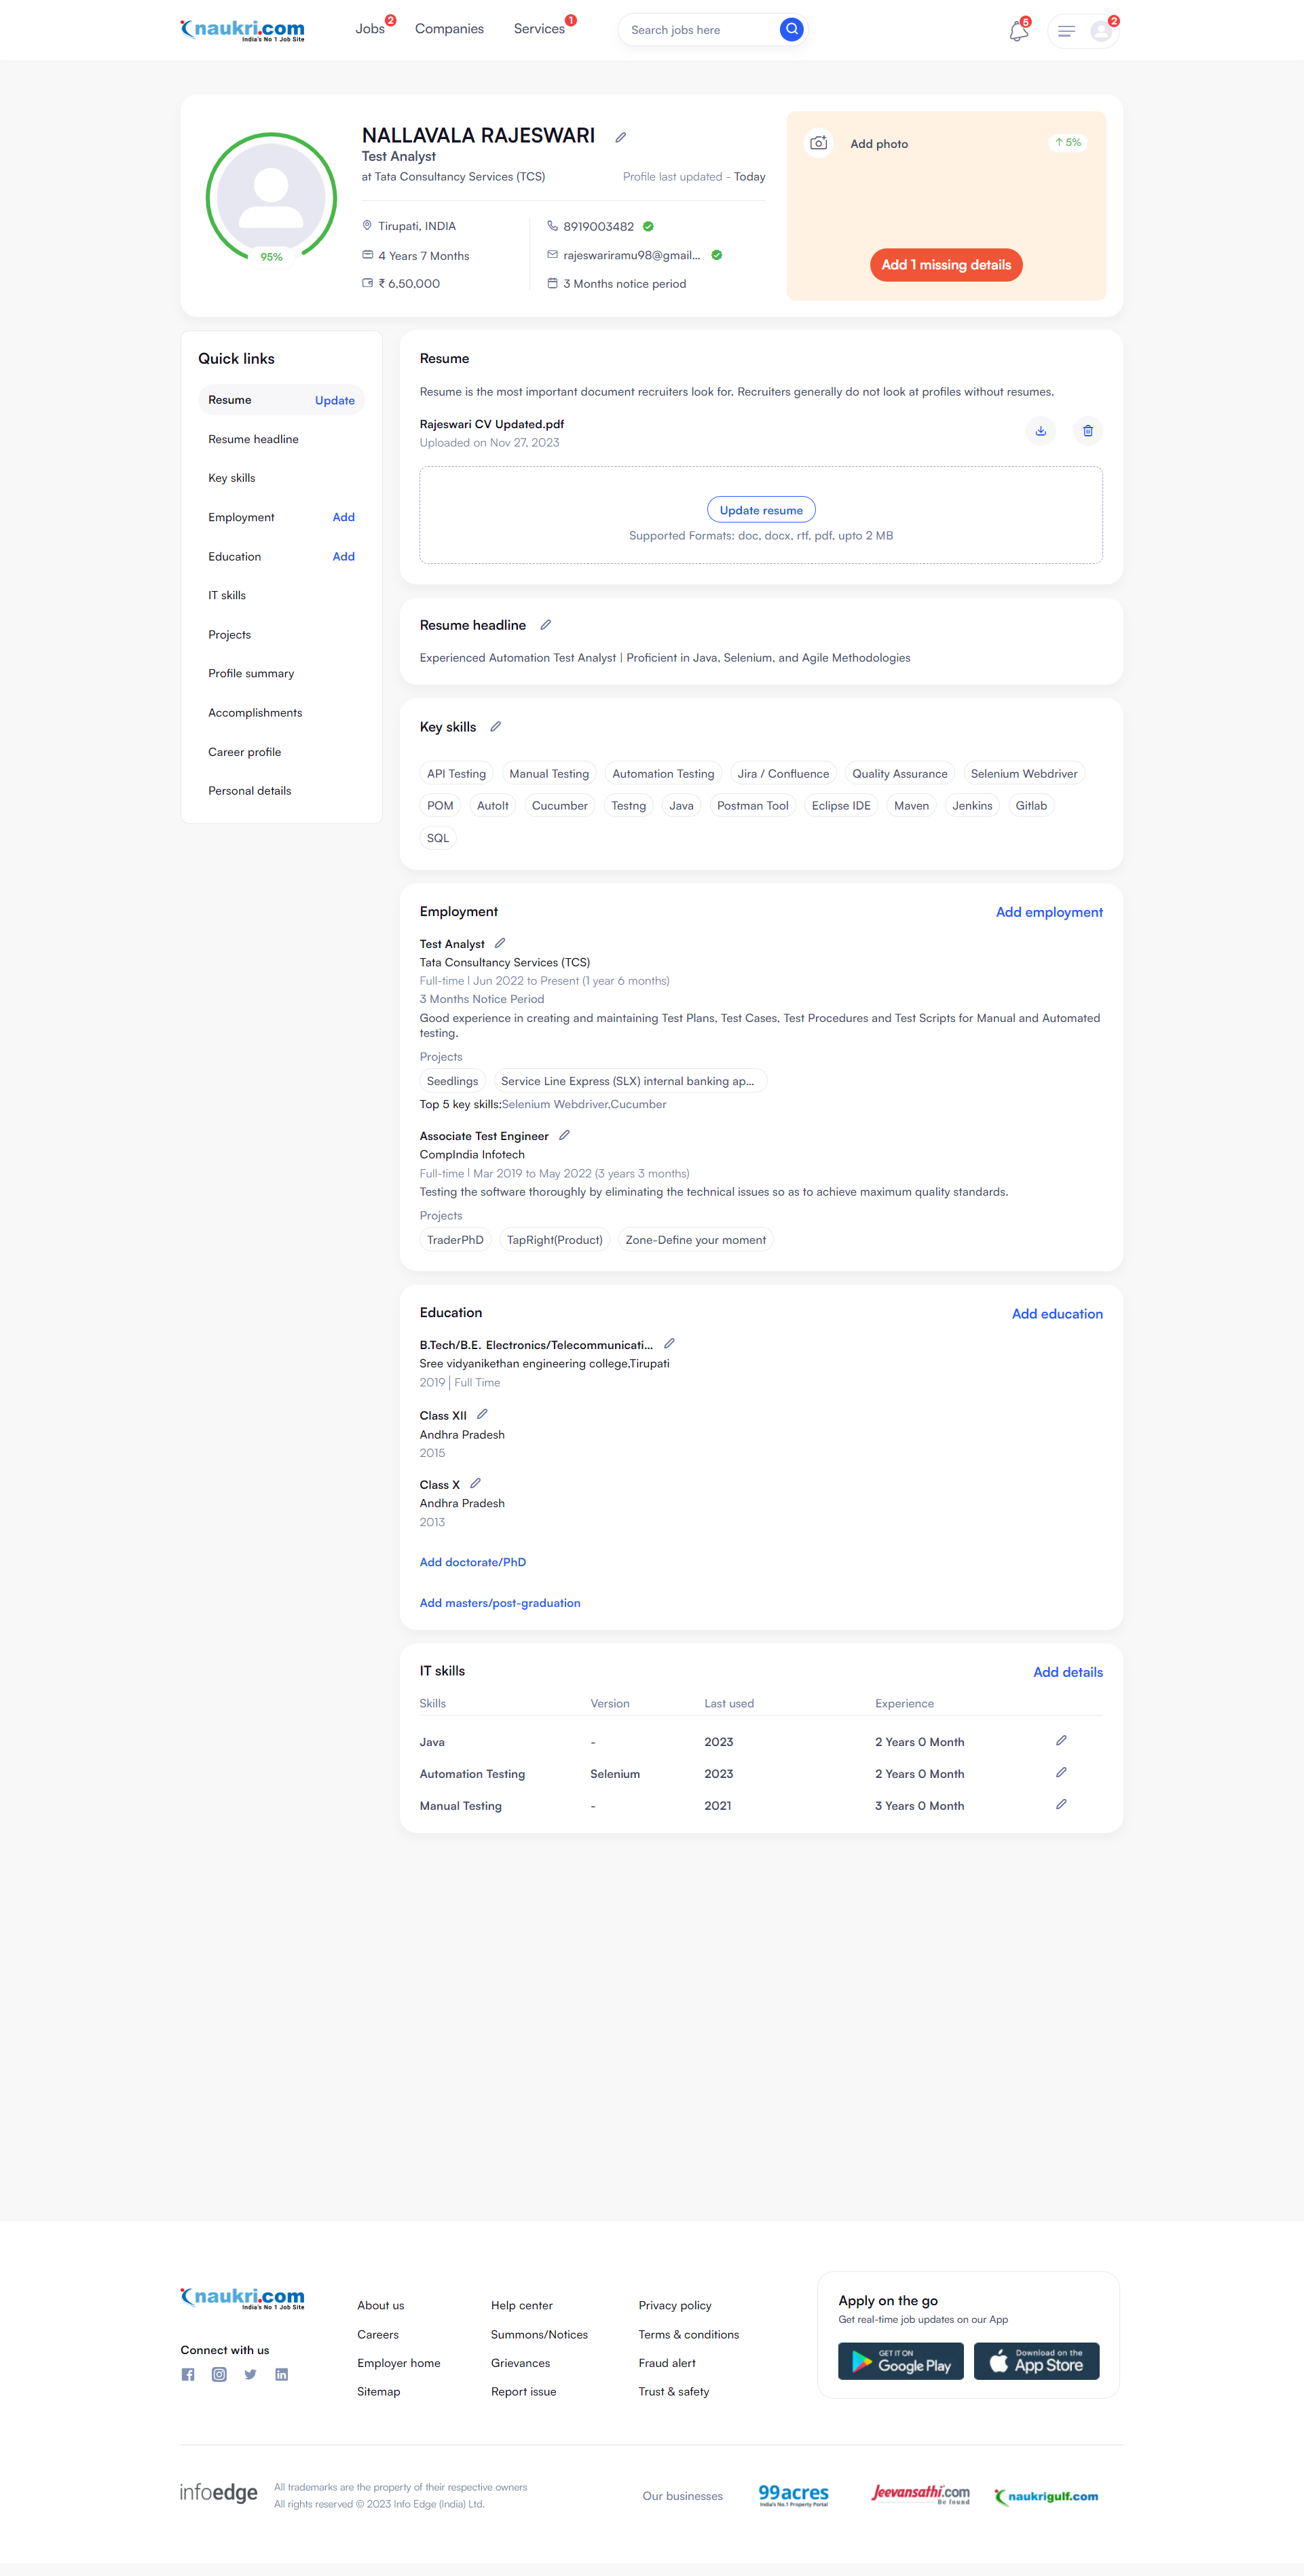 naukri.com
India's No 1 Job Site
Jobs 2
Companies
Services 1
Search jobs here
5
2
NALLAVALA RAJESWARI
Test Analyst
at Tata Consultancy Services (TCS)
Profile last updated - Today
Tirupati, INDIA
8919003482
4 Years 7 Months
rajeswariramu98@gmail...
₹ 6,50,000
3 Months notice period
95%
Add photo
↑ 5%
Add 1 missing details
Quick links
Resume Update
Resume headline
Key skills
Employment Add
Education Add
IT skills
Projects
Profile summary
Accomplishments
Career profile
Personal details
Resume
Resume is the most important document recruiters look for. Recruiters generally do not look at profiles without resumes.
Rajeswari CV Updated.pdf
Uploaded on Nov 27, 2023
Update resume
Supported Formats: doc, docx, rtf, pdf, upto 2 MB
Resume headline
Experienced Automation Test Analyst | Proficient in Java, Selenium, and Agile Methodologies
Key skills
API Testing Manual Testing Automation Testing Jira / Confluence Quality Assurance Selenium Webdriver
POM AutoIt Cucumber Testng Java Postman Tool Eclipse IDE Maven Jenkins Gitlab
SQL
Employment Add employment
Test Analyst
Tata Consultancy Services (TCS)
Full-time | Jun 2022 to Present (1 year 6 months)
3 Months Notice Period
Good experience in creating and maintaining Test Plans, Test Cases, Test Procedures and Test Scripts for Manual and Automated
testing.
Projects
Seedlings Service Line Express (SLX) internal banking ap...
Top 5 key skills:Selenium Webdriver,Cucumber
Associate Test Engineer
CompIndia Infotech
Full-time | Mar 2019 to May 2022 (3 years 3 months)
Testing the software thoroughly by eliminating the technical issues so as to achieve maximum quality standards.
Projects
TraderPhD TapRight(Product) Zone-Define your moment
Education Add education
B.Tech/B.E. Electronics/Telecommunicati...
Sree vidyanikethan engineering college,Tirupati
2019 | Full Time
Class XII
Andhra Pradesh
2015
Class X
Andhra Pradesh
2013
Add doctorate/PhD
Add masters/post-graduation
IT skills Add details
Skills Version Last used Experience
Java - 2023 2 Years 0 Month
Automation Testing Selenium 2023 2 Years 0 Month
Manual Testing - 2021 3 Years 0 Month
naukri.com
India's No 1 Job Site
Connect with us
About us
Careers
Employer home
Sitemap
Help center
Summons/Notices
Grievances
Report issue
Privacy policy
Terms & conditions
Fraud alert
Trust & safety
Apply on the go
Get real-time job updates on our App
GET IT ON
Google Play
Download on the
App Store
infoedge
All trademarks are the property of their respective owners
All rights reserved © 2023 Info Edge (India) Ltd.
Our businesses
99acres
India's No.1 Property Portal
Jeevansathi.com
Be found
naukrigulf.com